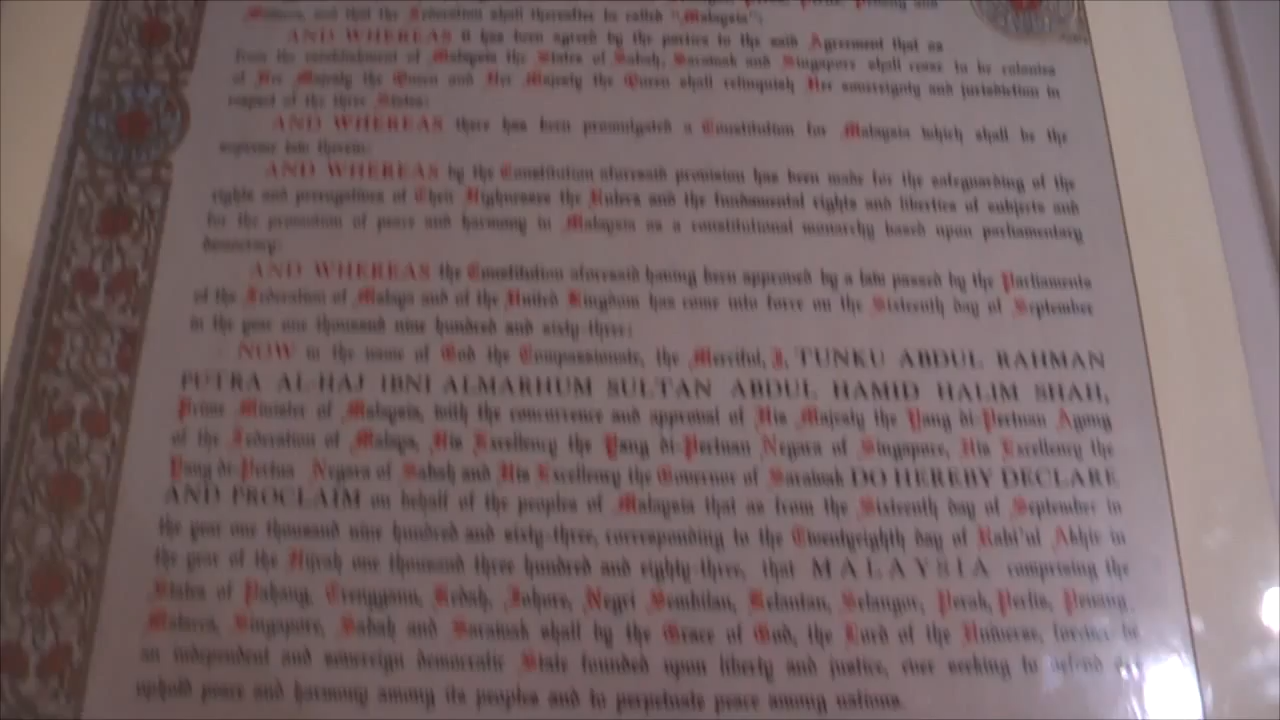 Malacca, and that the Federation shall thereafter be called "Malaysia";
AND WHEREAS it has been agreed by the parties to the said Agreement that as
from the establishment of Malaysia the States of Sabah, Sarawak and Singapore shall cease to be colonies
of Her Majesty the Queen and Her Majesty the Queen shall relinquish Her sovereignty and jurisdiction in
respect of the three States;
AND WHEREAS there has been promulgated a Constitution for Malaysia which shall be the
supreme law therein;
AND WHEREAS by the Constitution aforesaid provision has been made for the safeguarding of the
rights and prerogatives of Their Highnesses the Rulers and the fundamental rights and liberties of subjects and
for the promotion of peace and harmony in Malaysia as a constitutional monarchy based upon parliamentary
democracy;
AND WHEREAS the Constitution aforesaid having been approved by a law passed by the Parliaments
of the Federation of Malaya and of the United Kingdom has come into force on the Sixteenth day of September
in the year one thousand nine hundred and sixty-three;
NOW in the name of God the Compassionate, the Merciful, I, TUNKU ABDUL RAHMAN
PUTRA AL-HAJ IBNI ALMARHUM SULTAN ABDUL HAMID HALIM SHAH,
Prime Minister of Malaysia, with the concurrence and approval of His Majesty the Yang di-Pertuan Agong
of the Federation of Malaya, His Excellency the Yang di-Pertuan Negara of Singapore, His Excellency the
Yang di-Pertua Negara of Sabah and His Excellency the Governor of Sarawak DO HEREBY DECLARE
AND PROCLAIM on behalf of the peoples of Malaysia that as from the Sixteenth day of September in
the year one thousand nine hundred and sixty-three, corresponding to the Twentyeighth day of Rabi'ul Akhir in
the year of the Hijrah one thousand three hundred and eighty-three, that MALAYSIA comprising the
States of Pahang, Trengganu, Kedah, Johore, Negri Sembilan, Kelantan, Selangor, Perak, Perlis, Penang,
Malacca, Singapore, Sabah and Sarawak shall by the Grace of God, the Lord of the Universe, forever be
an independent and sovereign democratic State founded upon liberty and justice, ever seeking to defend and
uphold peace and harmony among its peoples and to perpetuate peace among nations.